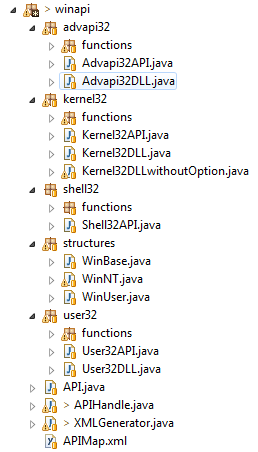 > winapi
advapi32
functions
Advapi32API.java
Advapi32DLL.java
kernel32
functions
Kernel32API.java
Kernel32DLL.java
Kernel32DLLwithoutOption.java
shell32
functions
Shell32API.java
structures
WinBase.java
WinNT.java
WinUser.java
user32
functions
User32API.java
User32DLL.java
API.java
> APIHandle.java
> XMLGenerator.java
APIMap.xml